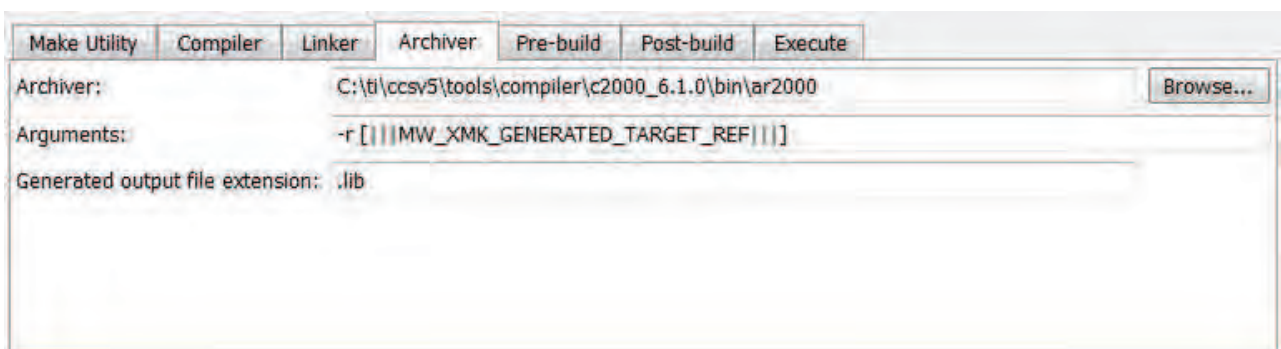 Make Utility Compiler Linker Archiver Pre-build Post-build Execute
Archiver: C:\ti\ccsv5\tools\compiler\c2000_6.1.0\bin\ar2000 Browse...
Arguments: -r [|||MW_XMK_GENERATED_TARGET_REF|||]
Generated output file extension: .lib